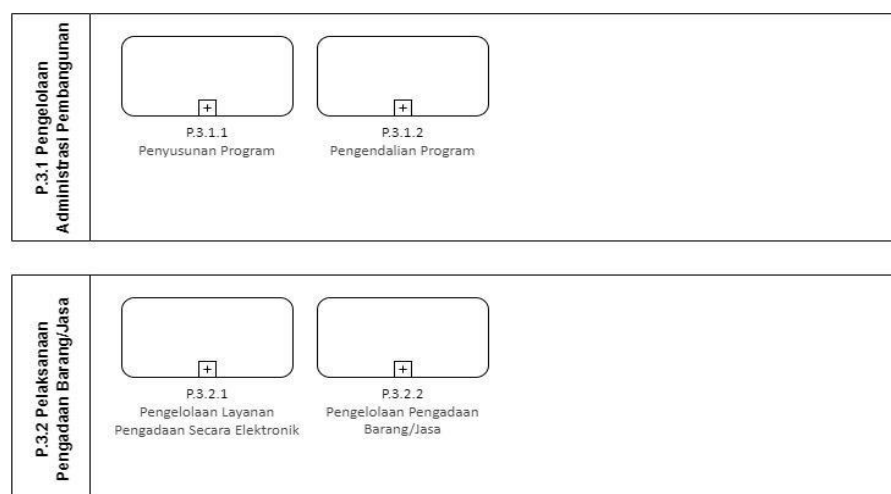 P.3.1 Pengelolaan
Administrasi Pembangunan
P.3.1.1
Penyusunan Program
P.3.1.2
Pengendalian Program
P.3.2 Pelaksanaan
Pengadaan Barang/Jasa
P.3.2.1
Pengelolaan Layanan
Pengadaan Secara Elektronik
P.3.2.2
Pengelolaan Pengadaan
Barang/Jasa